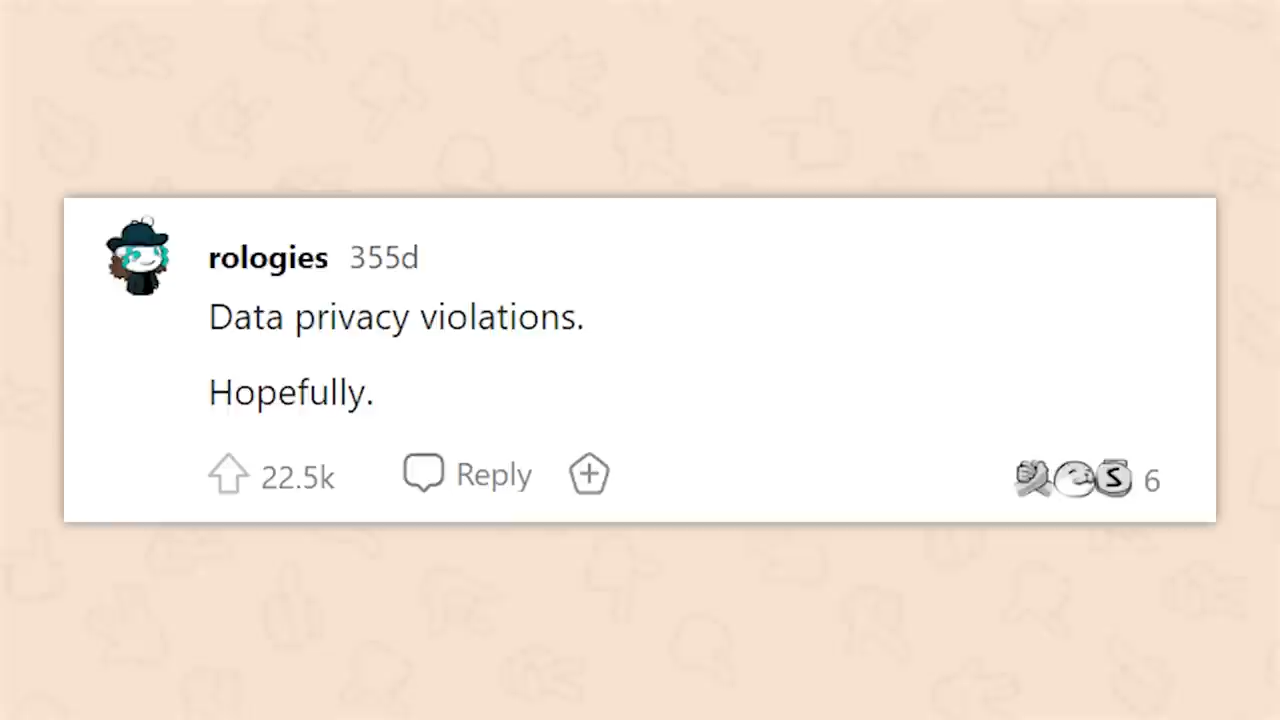 rologies 355d
Data privacy violations.
Hopefully.
22.5k Reply S 6